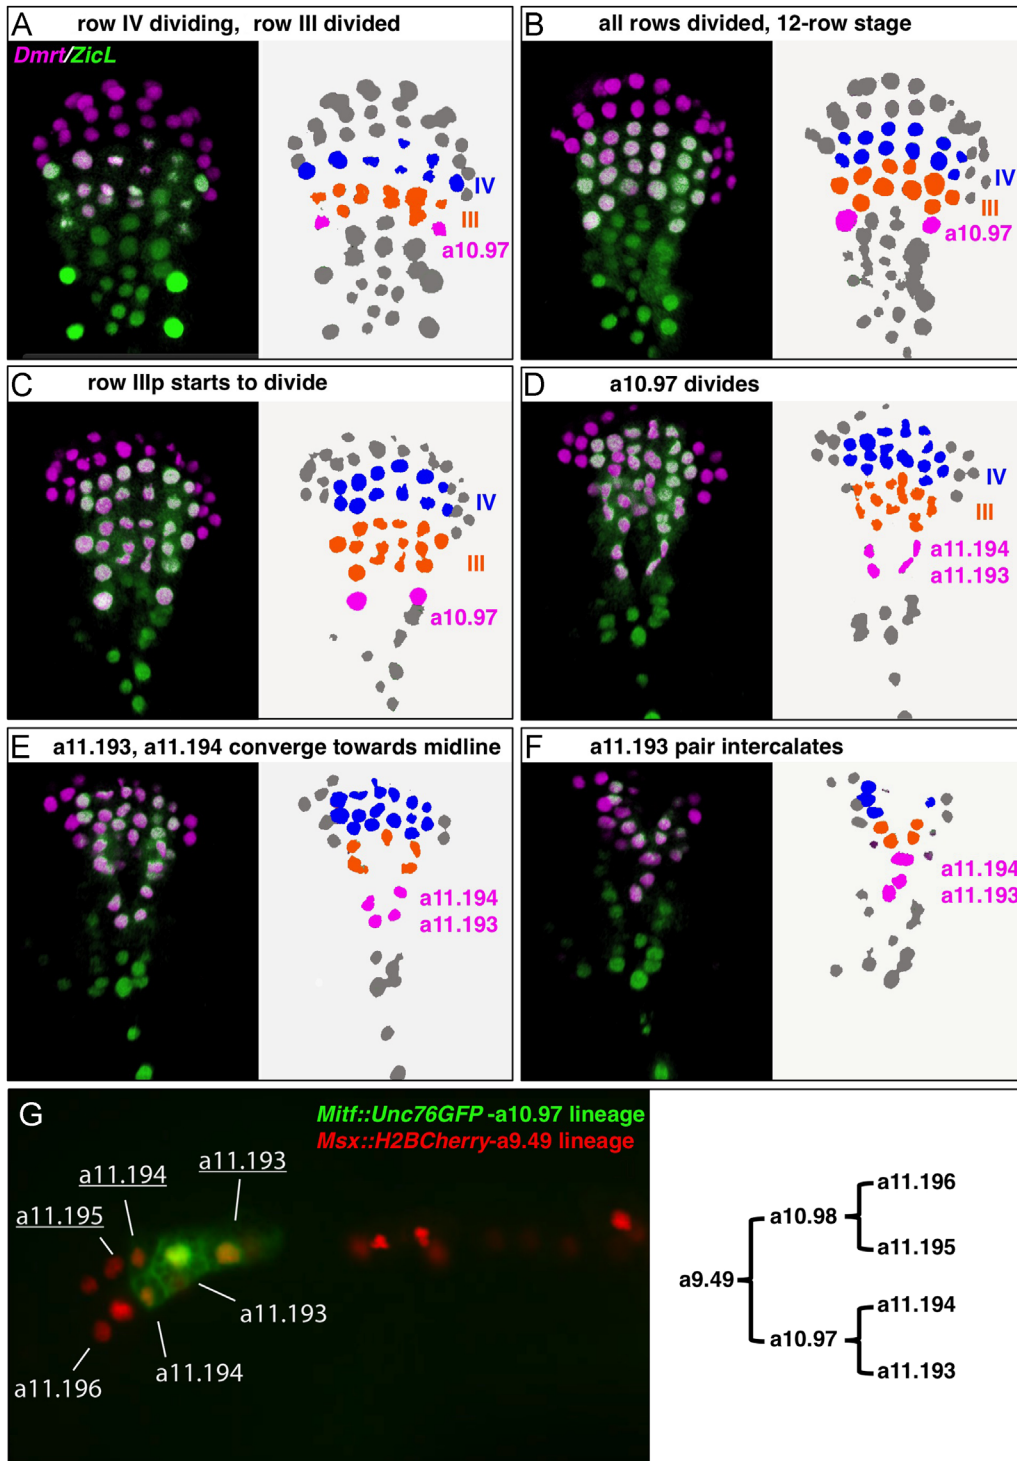 A row IV dividing, row III divided
Dmrt/ZicL
IV
III
a10.97
B all rows divided, 12-row stage
IV
III
a10.97
C row IIIp starts to divide
IV
III
a10.97
D a10.97 divides
IV
III
a11.194
a11.193
E a11.193, a11.194 converge towards midline
a11.194
a11.193
F a11.193 pair intercalates
a11.194
a11.193
G
Mitf::Unc76GFP -a10.97 lineage
Msx::H2BCherry-a9.49 lineage
a11.193
a11.194
a11.195
a11.193
a11.194
a11.196
a11.196
a10.98
a11.195
a9.49
a11.194
a10.97
a11.193